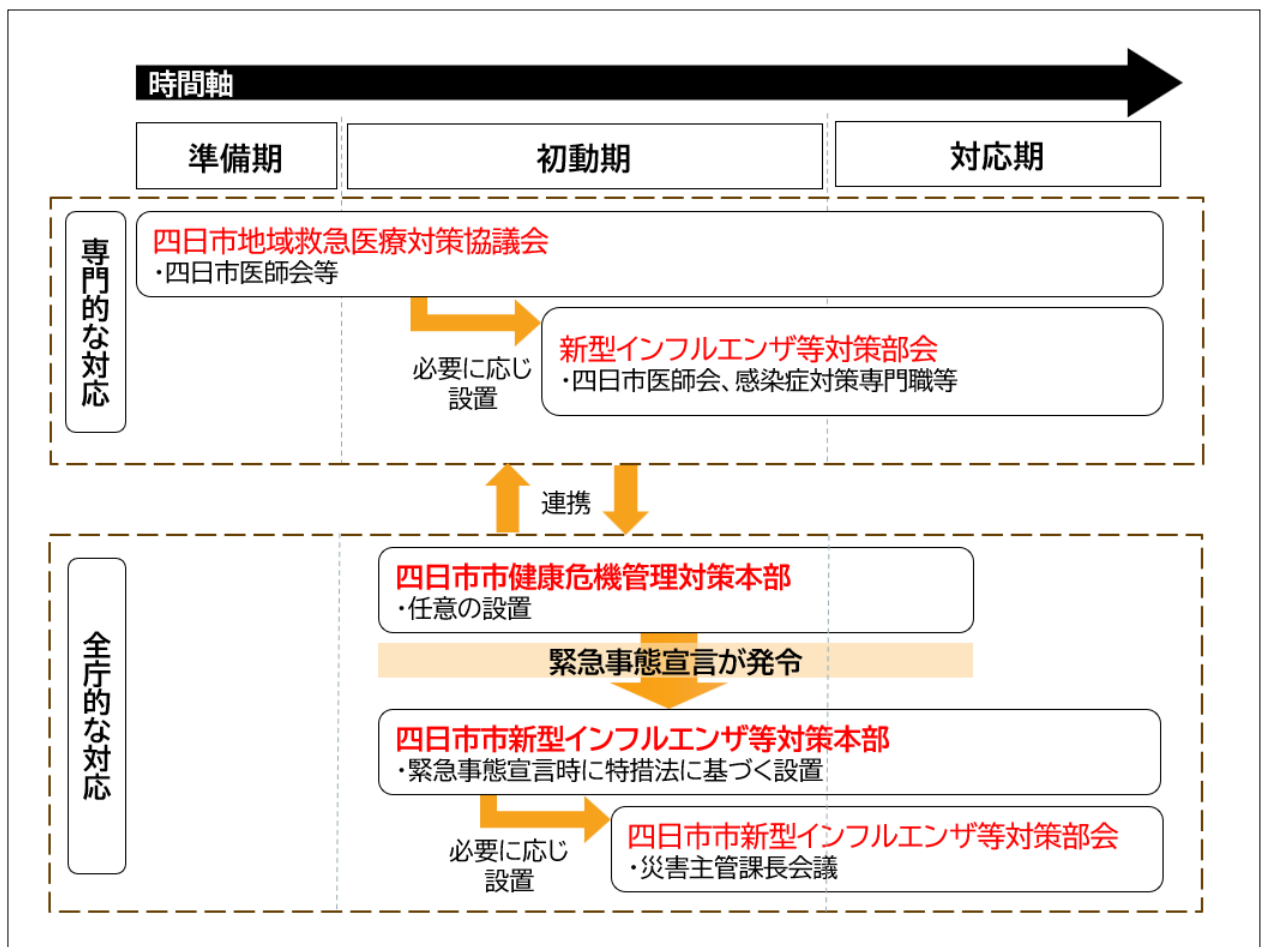 時間軸
準備期
初動期
対応期
専門的な対応
四日市地域救急医療対策協議会
・四日市医師会等
必要に応じ
設置
新型インフルエンザ等対策部会
・四日市医師会、感染症対策専門職等
連携
全庁的な対応
四日市市健康危機管理対策本部
・任意の設置
緊急事態宣言が発令
四日市市新型インフルエンザ等対策本部
・緊急事態宣言時に特措法に基づく設置
必要に応じ
設置
四日市市新型インフルエンザ等対策部会
・災害主管課長会議